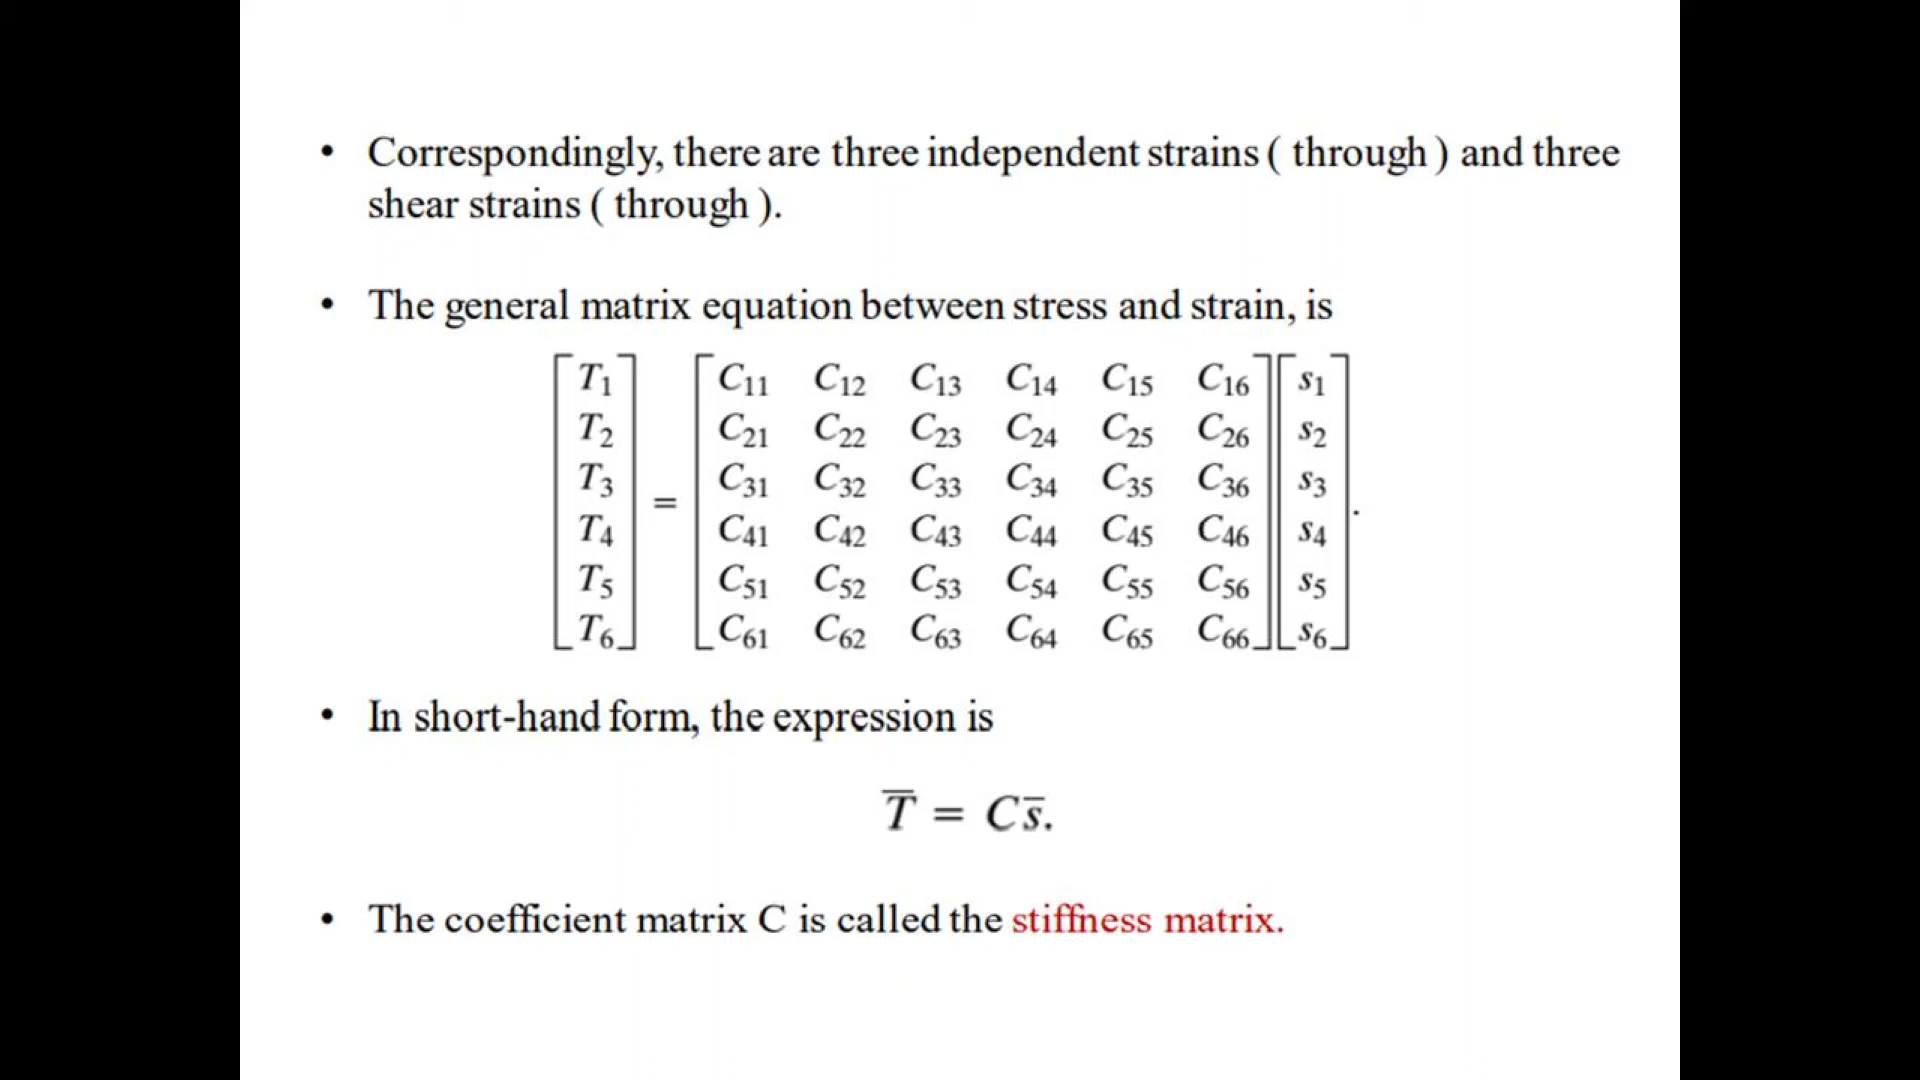 • Correspondingly, there are three independent strains ( through ) and three
shear strains ( through ).
• The general matrix equation between stress and strain, is
[T₁] [C₁₁ C₁₂ C₁₃ C₁₄ C₁₅ C₁₆] [s₁]
[T₂] [C₂₁ C₂₂ C₂₃ C₂₄ C₂₅ C₂₆] [s₂]
[T₃] = [C₃₁ C₃₂ C₃₃ C₃₄ C₃₅ C₃₆] [s₃] .
[T₄] [C₄₁ C₄₂ C₄₃ C₄₄ C₄₅ C₄₆] [s₄]
[T₅] [C₅₁ C₅₂ C₅₃ C₅₄ C₅₅ C₅₆] [s₅]
[T₆] [C₆₁ C₆₂ C₆₃ C₆₄ C₆₅ C₆₆] [s₆]
• In short-hand form, the expression is
T̅ = Cs̅.
• The coefficient matrix C is called the stiffness matrix.